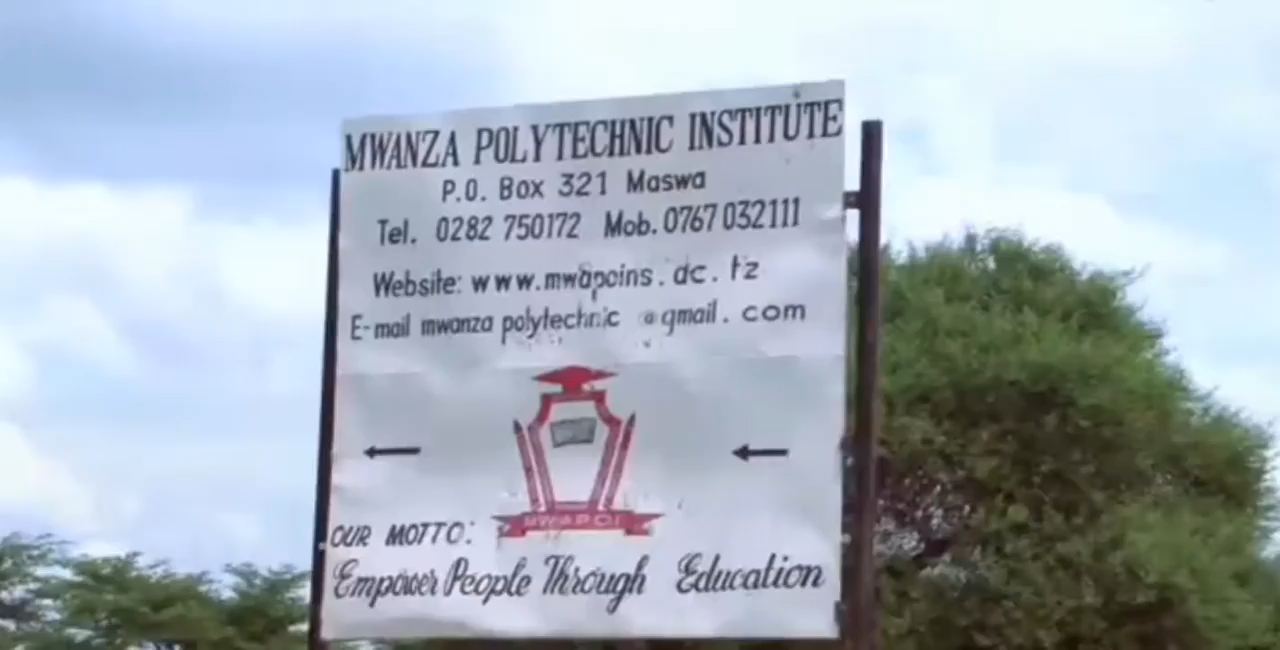 MWANZA POLYTECHNIC INSTITUTE
P.O. Box 321 Maswa
Tel. 0282 750172 Mob. 0767 032111
Website: www.mwapoins.dc.tz
E-mail mwanza polytechnic @gmail.com
MWAPOI
OUR MOTTO:
Empower People Through Education